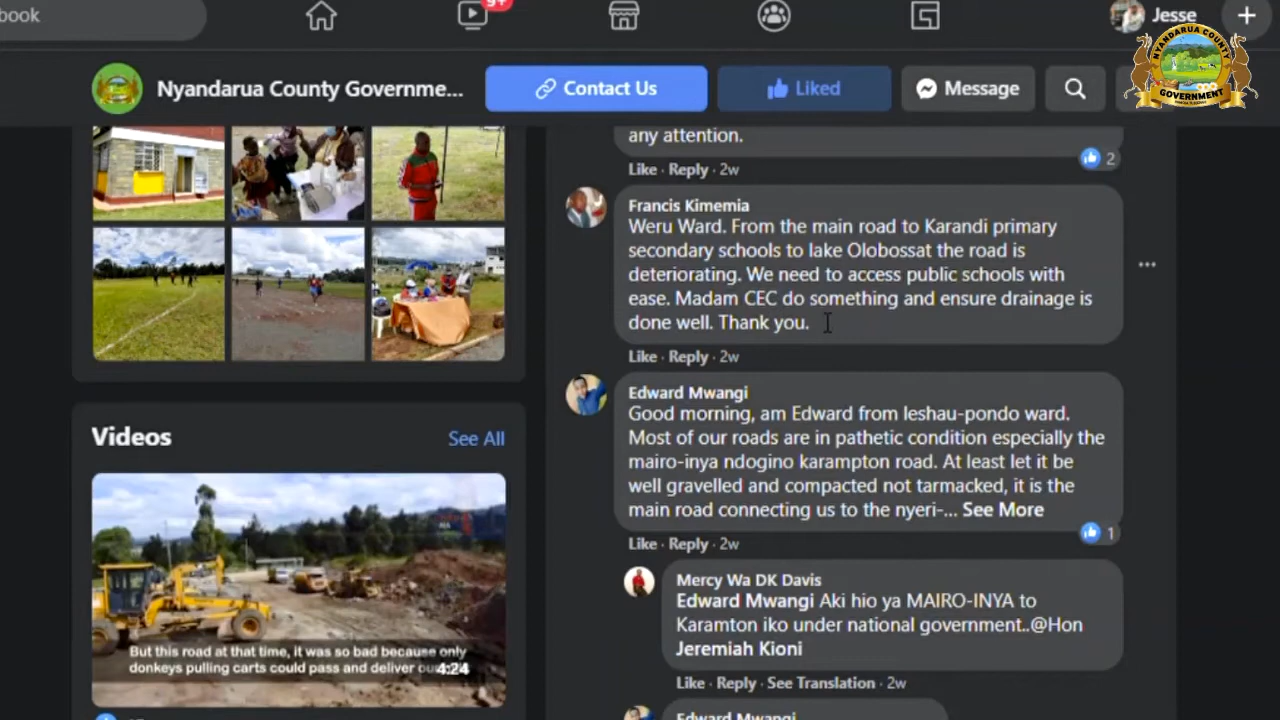 book
9+
Jesse
NYANDARUA COUNTY
GOVERNMENT
Nyandarua County Governme...
Contact Us
Liked
Message
any attention.
2
Like · Reply · 2w
Francis Kimemia
Weru Ward. From the main road to Karandi primary
secondary schools to lake Olobossat the road is
deteriorating. We need to access public schools with
ease. Madam CEC do something and ensure drainage is
done well. Thank you.
Like · Reply · 2w
Edward Mwangi
Good morning, am Edward from leshau-pondo ward.
Most of our roads are in pathetic condition especially the
mairo-inya ndogino karampton road. At least let it be
well gravelled and compacted not tarmacked, it is the
main road connecting us to the nyeri-... See More
1
Like · Reply · 2w
Mercy Wa DK Davis
Edward Mwangi Aki hio ya MAIRO-INYA to
Karamton iko under national government..@Hon
Jeremiah Kioni
Like · Reply · See Translation · 2w
Edward Mwangi
Videos
See All
But this road at that time, it was so bad because only
donkeys pulling carts could pass and deliver
4:24